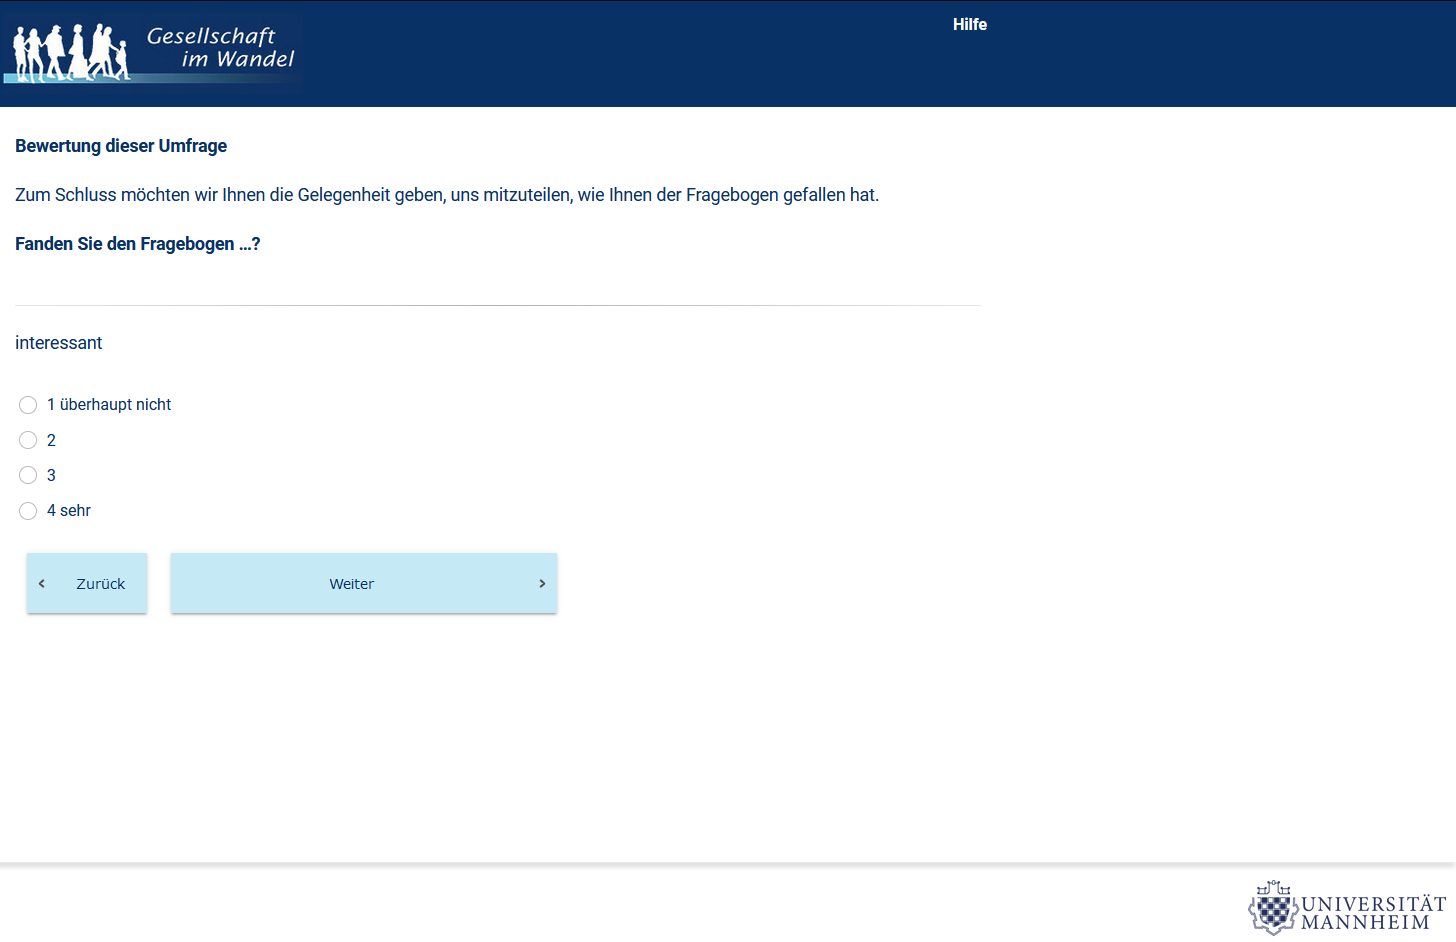 Gesellschaft
im Wandel
Hilfe
Bewertung dieser Umfrage
Zum Schluss möchten wir Ihnen die Gelegenheit geben, uns mitzuteilen, wie Ihnen der Fragebogen gefallen hat.
Fanden Sie den Fragebogen ...?
interessant
1 überhaupt nicht
2
3
4 sehr
Zurück
Weiter
UNIVERSITÄT
MANNHEIM